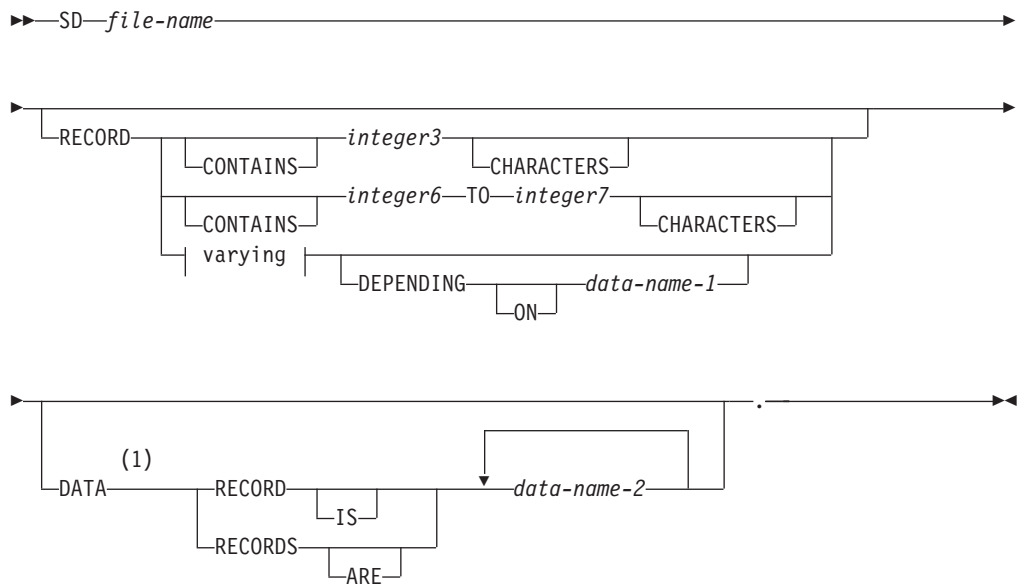 SD file-name
RECORD CONTAINS integer3 CHARACTERS
CONTAINS integer6 TO integer7 CHARACTERS
varying DEPENDING ON data-name-1
DATA (1) RECORD IS data-name-2 .
RECORDS ARE